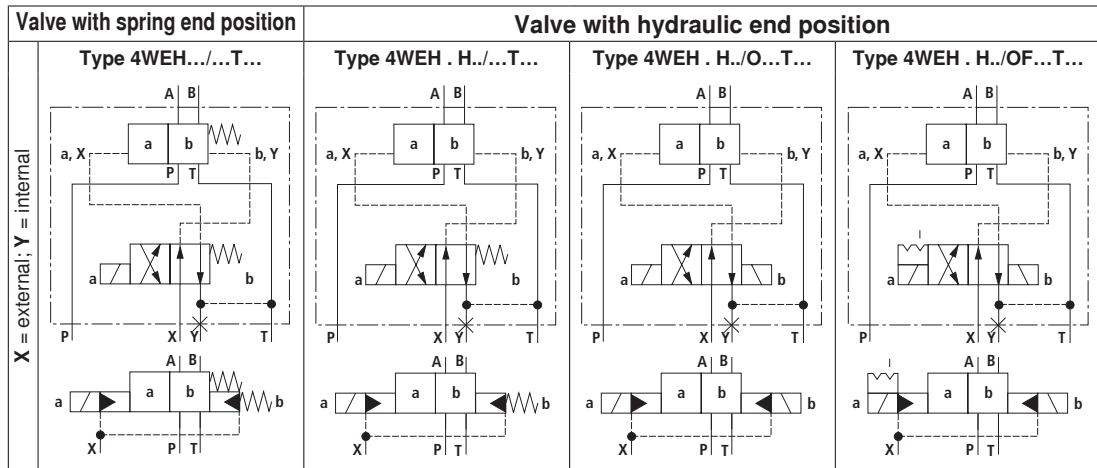 Valve with spring end position
Valve with hydraulic end position
X = external; Y = internal
Type 4WEH.../...T...
A B
a b
a, X b, Y
P T
a b
P X Y T
A B
a a b b
X P T
Type 4WEH . H../...T...
A B
a b
a, X b, Y
P T
a b
P X Y T
A B
a a b b
X P T
Type 4WEH . H../O...T...
A B
a b
a, X b, Y
P T
a b
P X Y T
A B
a a b b
X P T
Type 4WEH . H../OF...T...
A B
a b
a, X b, Y
P T
a b
P X Y T
A B
a a b b
X P T